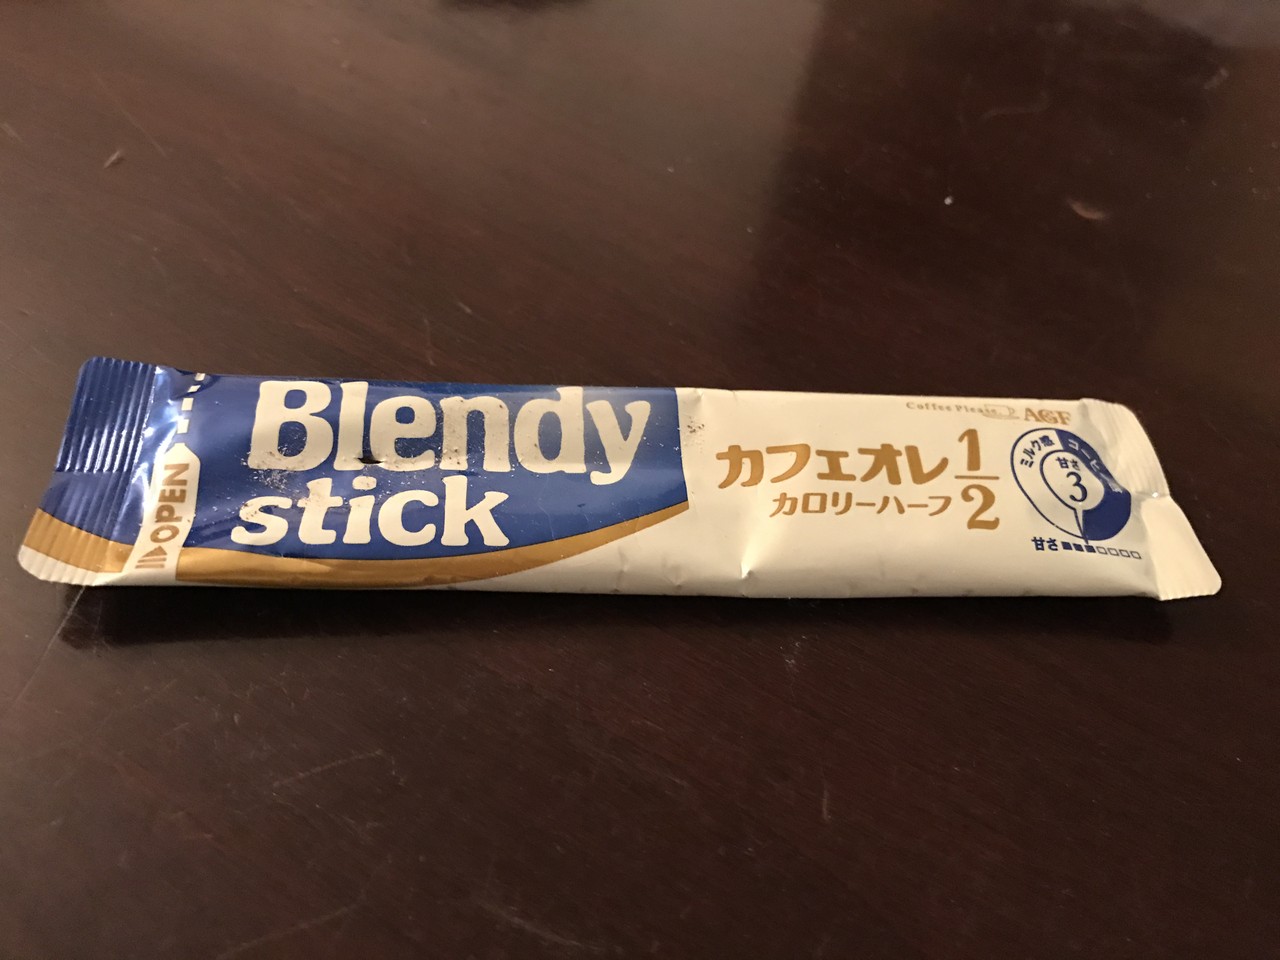 OPEN
Blendy
stick
Coffee Please. AGF
カフェオレ 1/2
カロリーハーフ
ミルク感
コーヒー感
甘さ
3
甘さ